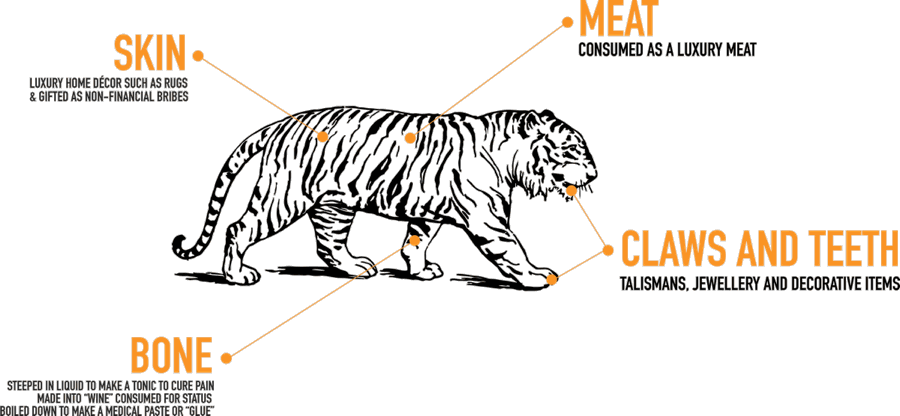 MEAT
CONSUMED AS A LUXURY MEAT
SKIN
LUXURY HOME DÉCOR SUCH AS RUGS
& GIFTED AS NON-FINANCIAL BRIBES
CLAWS AND TEETH
TALISMANS, JEWELLERY AND DECORATIVE ITEMS
BONE
STEEPED IN LIQUID TO MAKE A TONIC TO CURE PAIN
MADE INTO “WINE” CONSUMED FOR STATUS
BOILED DOWN TO MAKE A MEDICAL PASTE OR “GLUE”